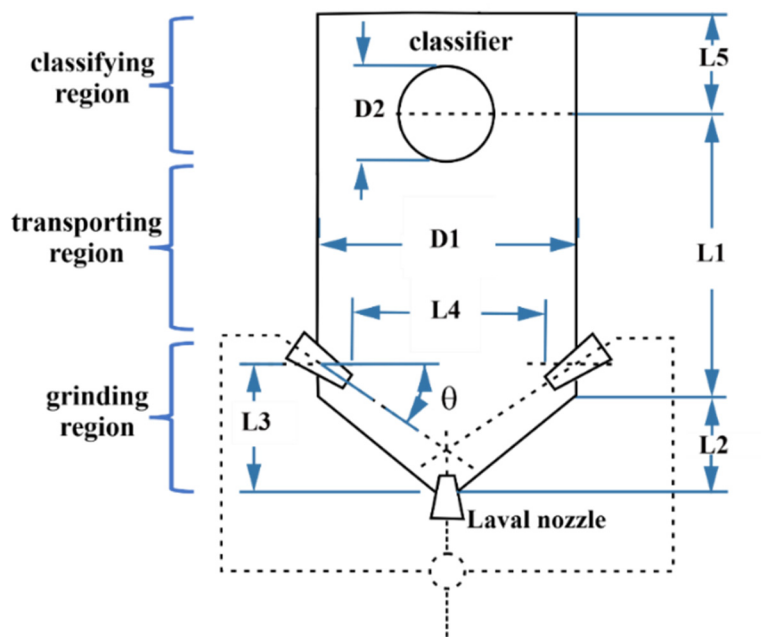 classifier
L5
classifying
region
D2
transporting
region
D1
L1
L4
θ
grinding
region
L3
L2
Laval nozzle